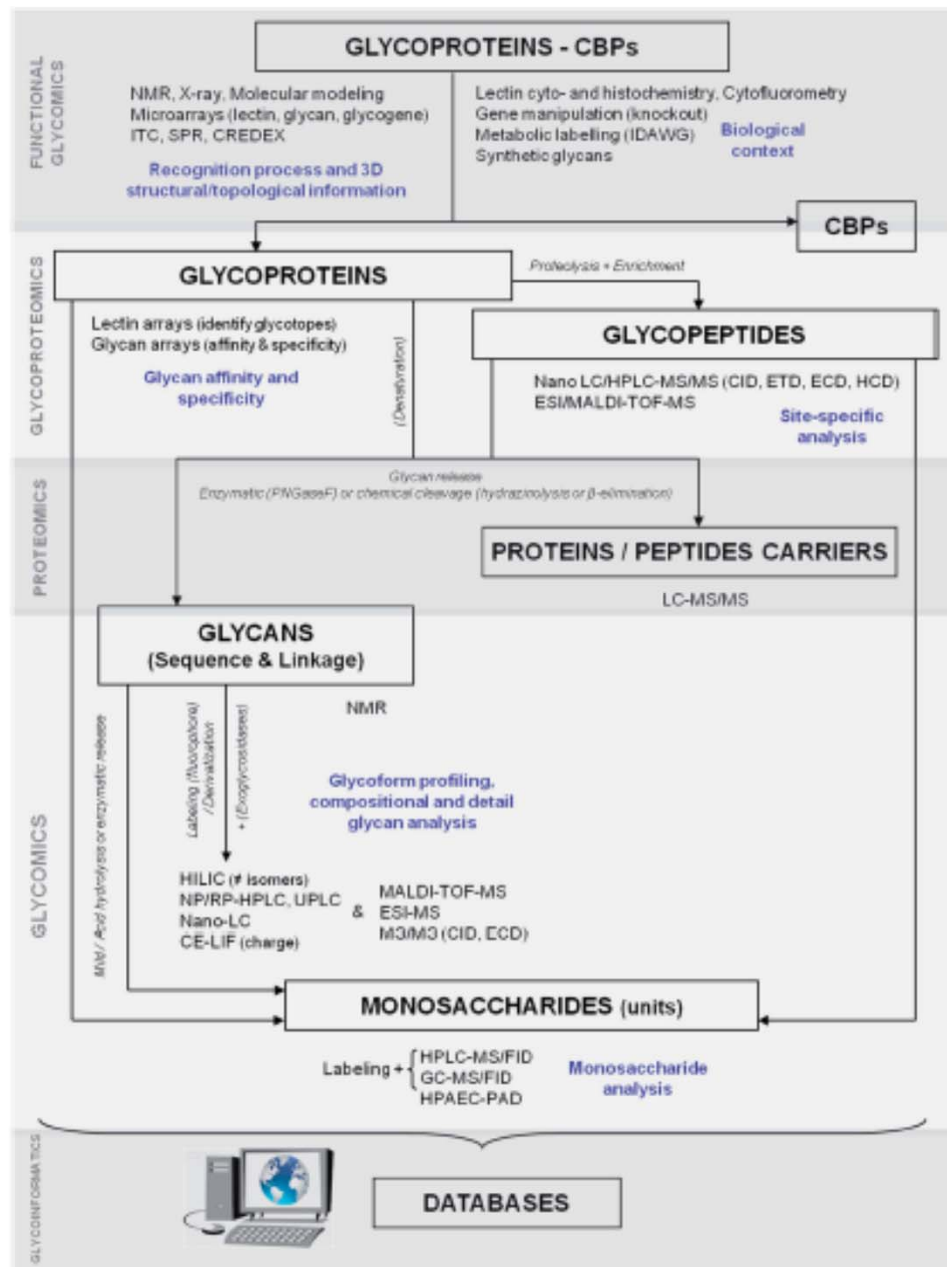 FUNCTIONAL
GLYCOMICS
GLYCOPROTEINS - CBPs
NMR, X-ray, Molecular modeling
Microarrays (lectin, glycan, glycogene)
ITC, SPR, CREDEX
Recognition process and 3D
structural/topological information
Lectin cyto- and histochemistry, Cytofluorometry
Gene manipulation (knockout)
Metabolic labelling (IDAWG)
Synthetic glycans
Biological
context
CBPs
GLYCOPROTEOMICS
GLYCOPROTEINS
Proteolysis + Enrichment
Lectin arrays (identify glycotopes)
Glycan arrays (affinity & specificity)
Glycan affinity and
specificity
(Denaturation)
GLYCOPEPTIDES
Nano LC/HPLC-MS/MS (CID, ETD, ECD, HCD)
ESI/MALDI-TOF-MS
Site-specific
analysis
PROTEOMICS
Glycan release
Enzymatic (PNGaseF) or chemical cleavage (hydrazinolysis or β-elimination)
PROTEINS / PEPTIDES CARRIERS
LC-MS/MS
GLYCOMICS
GLYCANS
(Sequence & Linkage)
Mild / Acid hydrolysis or enzymatic release
Labeling (fluorophore)
/ Derivatization
+ (Exoglycosidases)
NMR
Glycoform profiling,
compositional and detail
glycan analysis
HILIC (≠ isomers)
NP/RP-HPLC, UPLC
Nano-LC
CE-LIF (charge)
&
MALDI-TOF-MS
ESI-MS
MS/MS (CID, ECD)
MONOSACCHARIDES (units)
Labeling +
HPLC-MS/FID
GC-MS/FID
HPAEC-PAD
Monosaccharide
analysis
GLYCOINFORMATICS
DATABASES